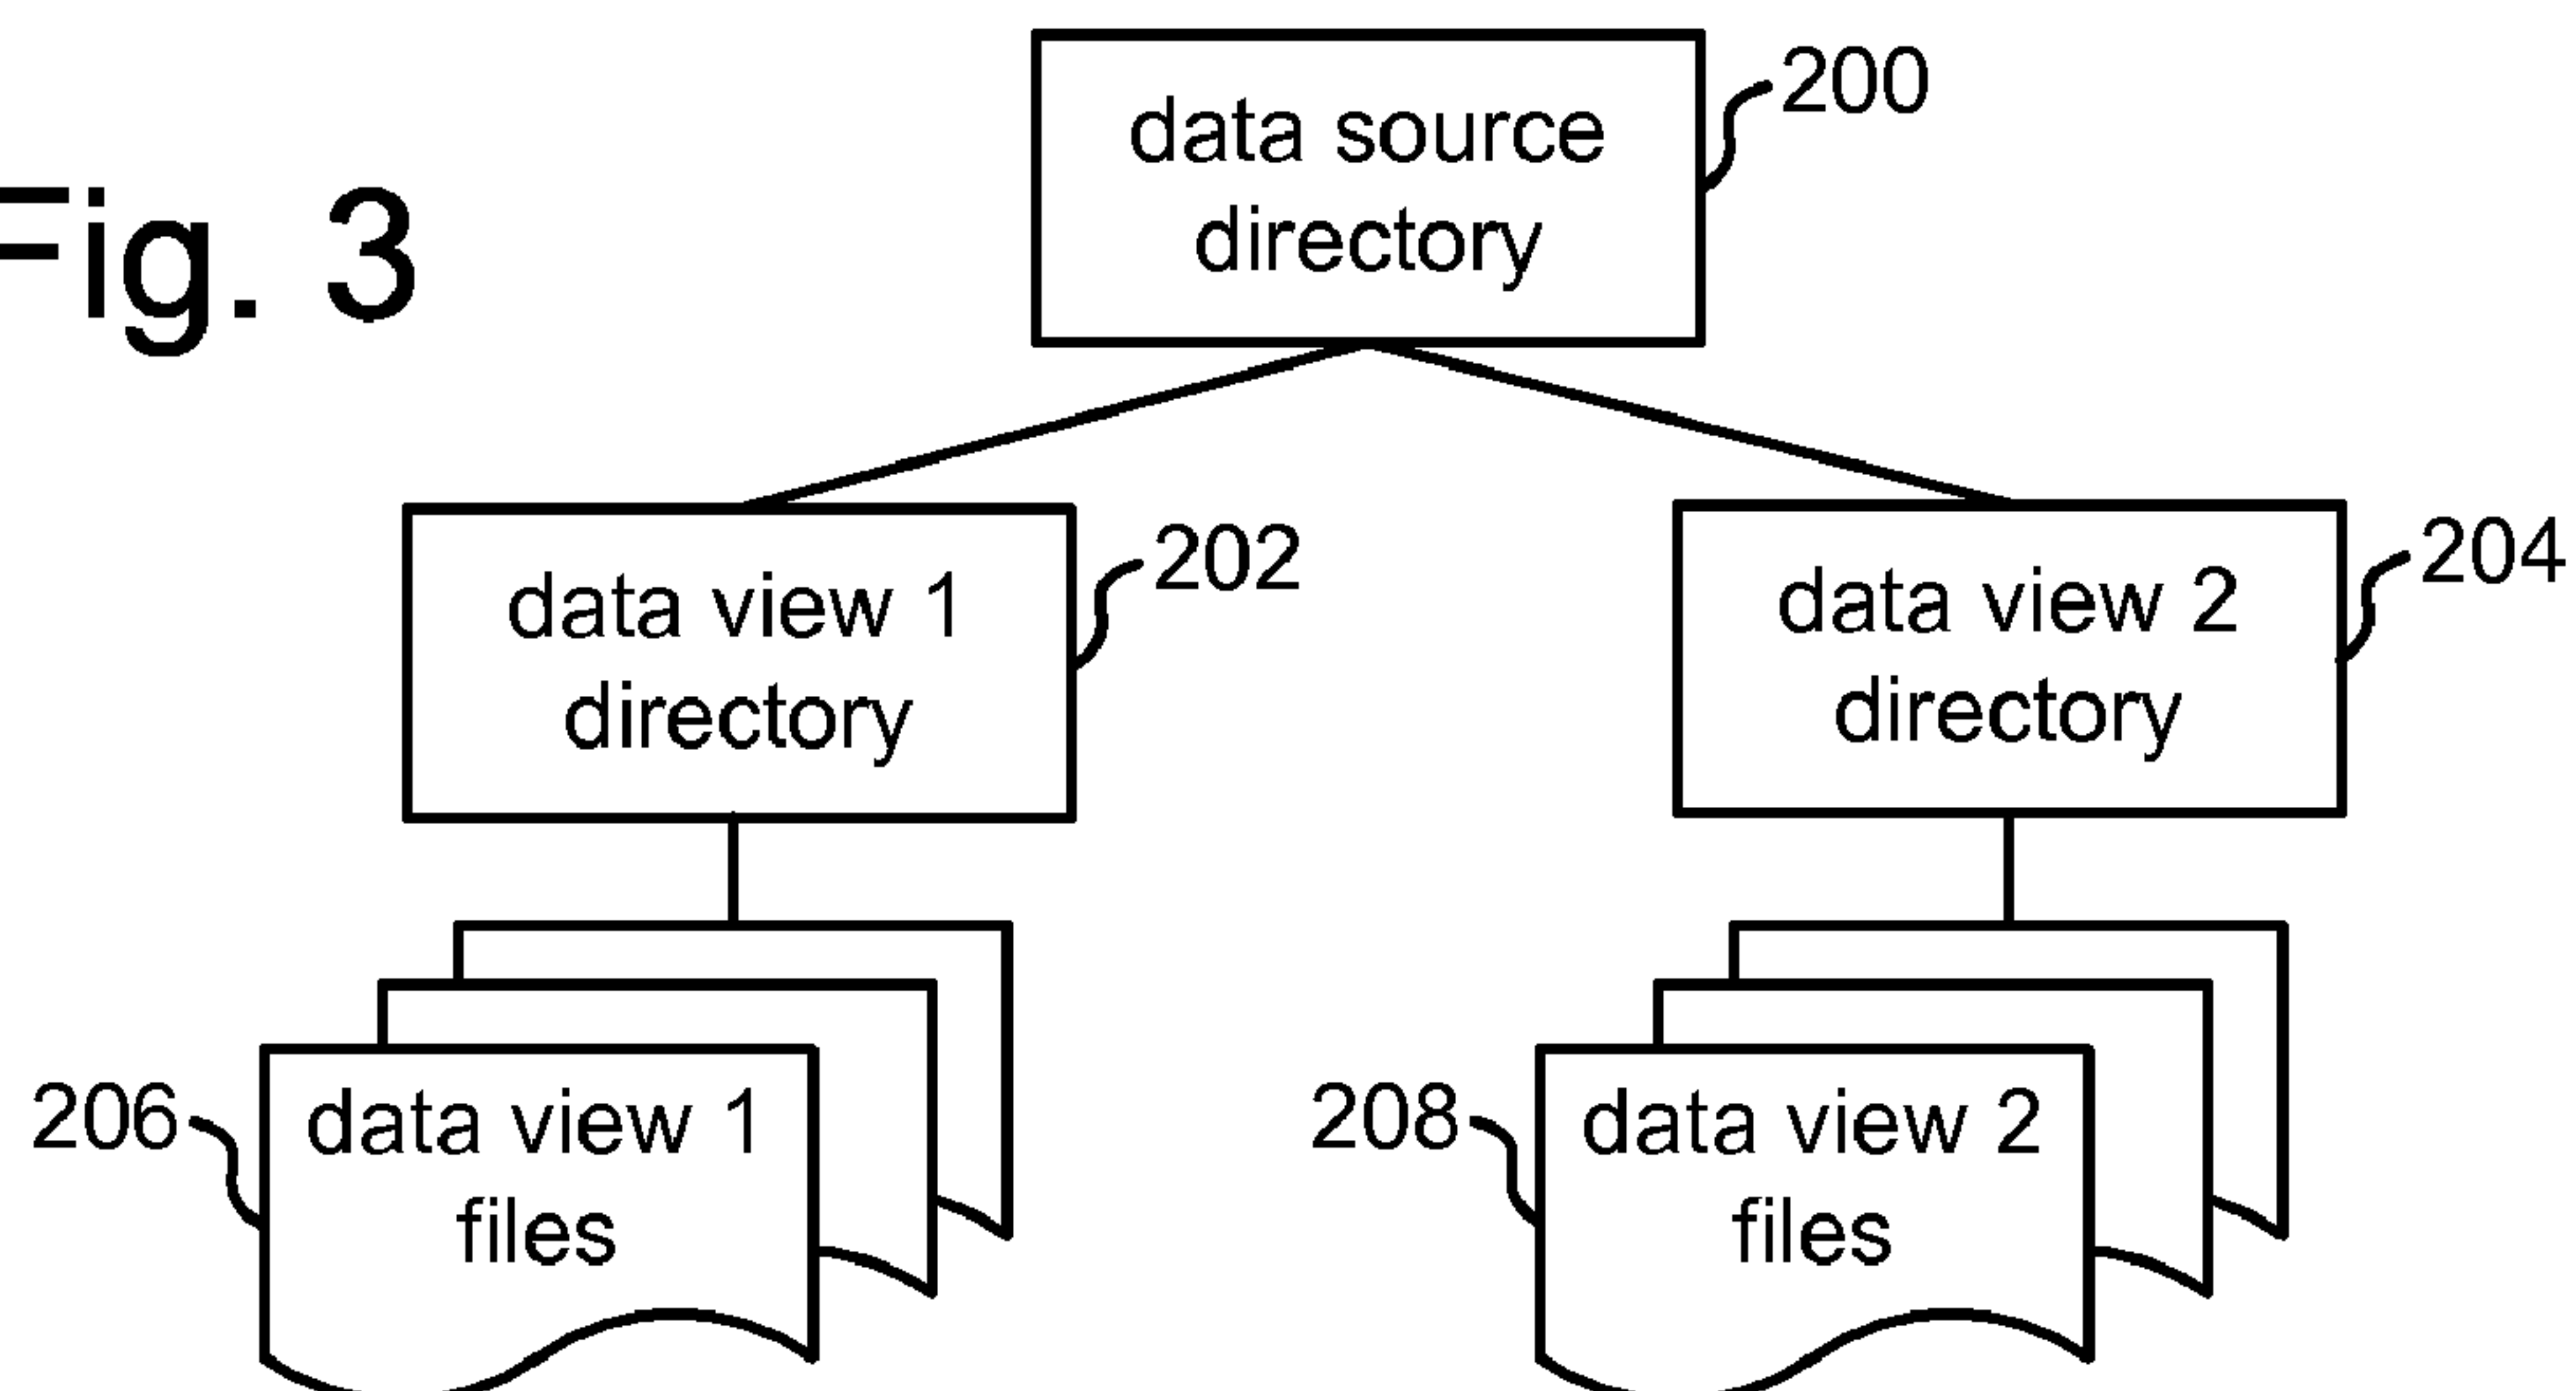 Fig. 3
data source
directory
200
data view 1
directory
202
data view 2
directory
204
206
data view 1
files
208
data view 2
files